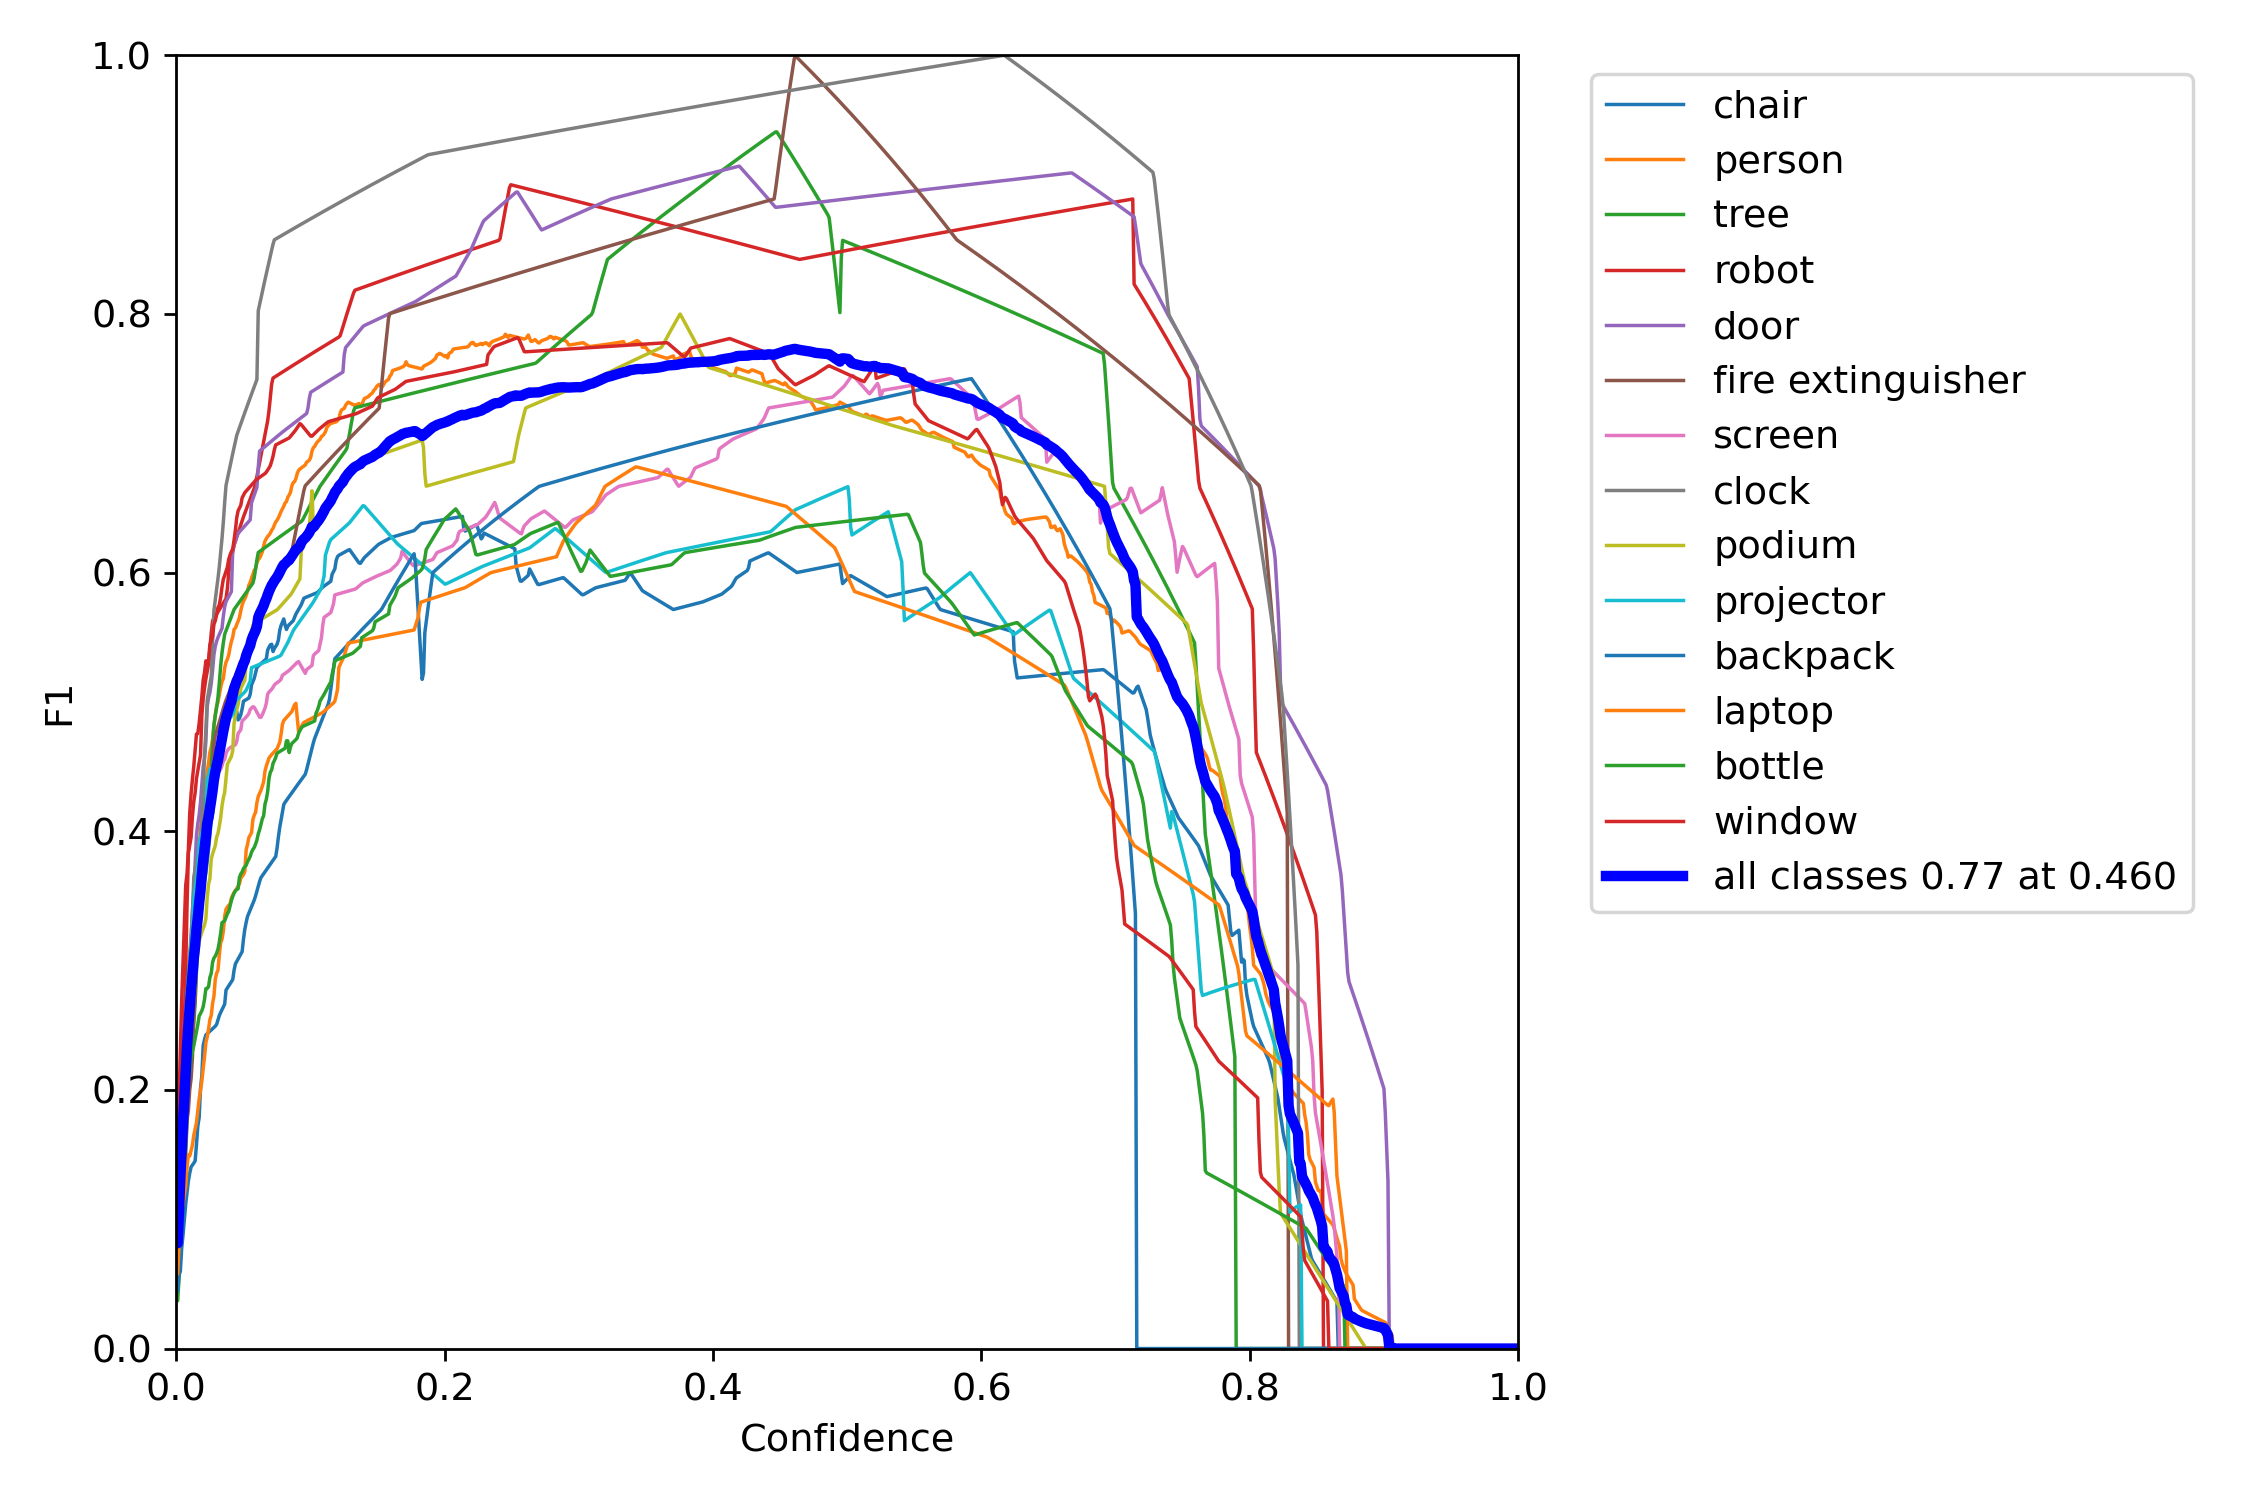 1.0
0.8
0.6
0.4
0.2
0.0
F1
0.0 0.2 0.4 0.6 0.8 1.0
Confidence
chair
person
tree
robot
door
fire extinguisher
screen
clock
podium
projector
backpack
laptop
bottle
window
all classes 0.77 at 0.460